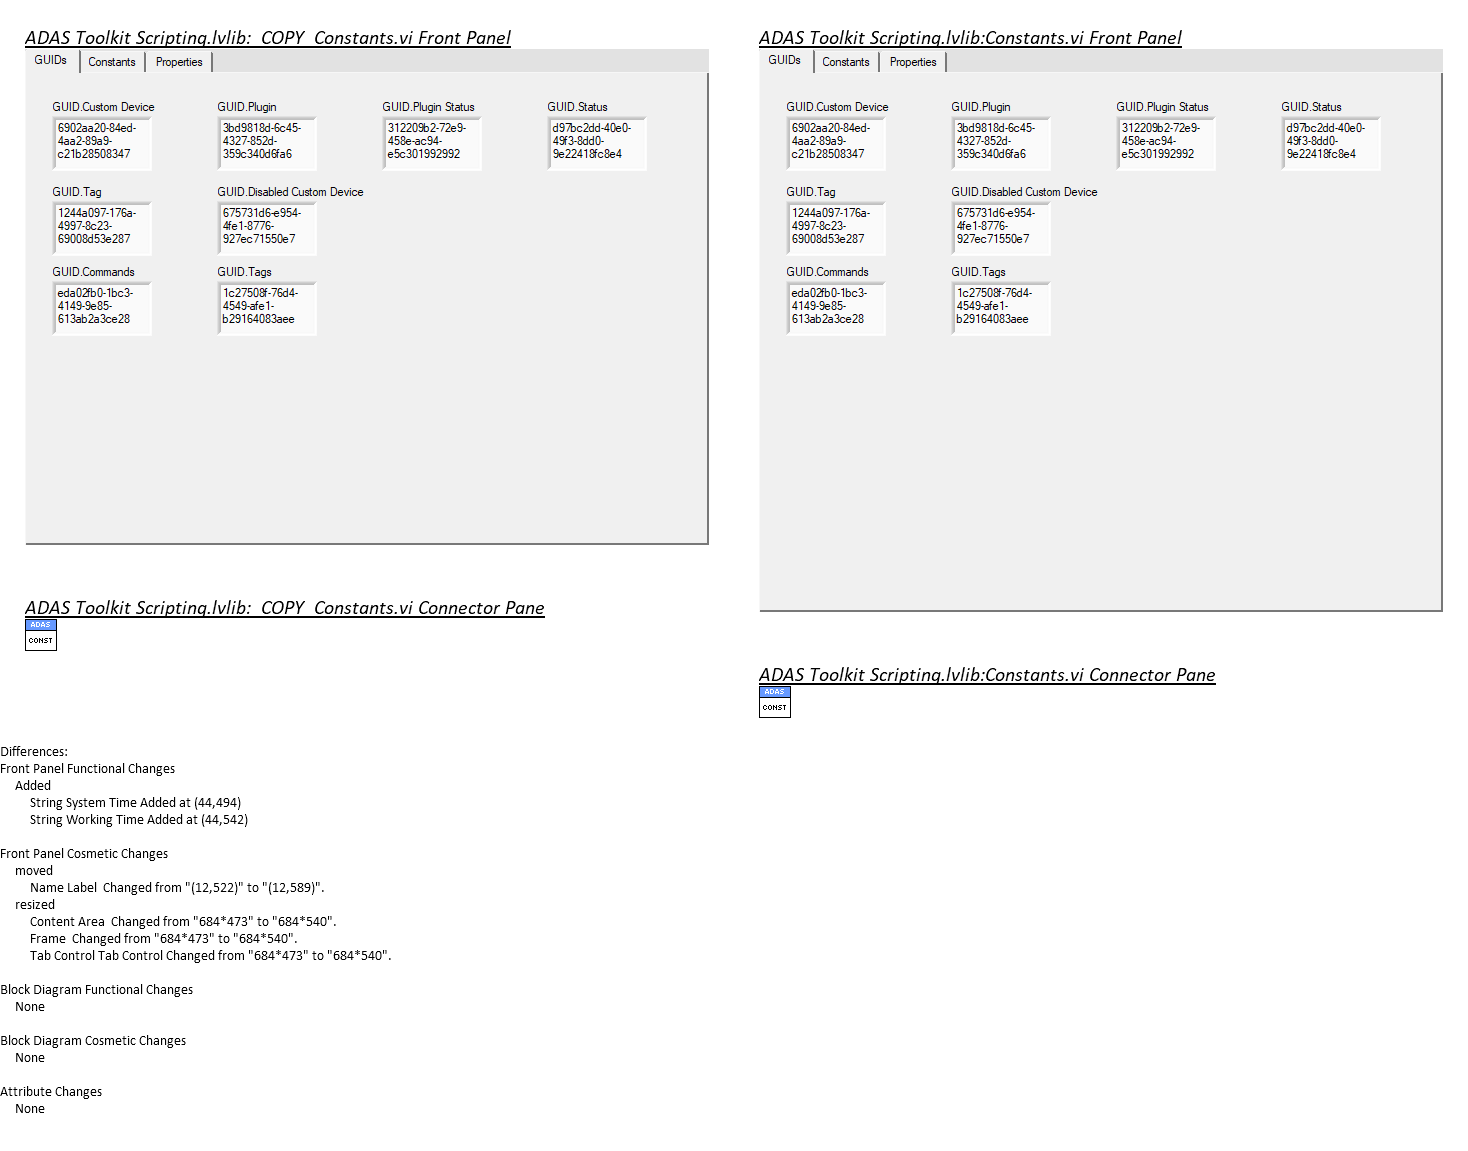 ADAS Toolkit Scripting.lvlib:_COPY_Constants.vi Front Panel
GUIDs Constants Properties
GUID.Custom Device GUID.Plugin GUID.Plugin Status GUID.Status
6902aa20-84ed- 3bd9818d-6c45- 312209b2-72e9- d97bc2dd-40e0-
4aa2-89a9- 4327-852d- 458e-ac94- 49f3-8dd0-
c21b28508347 359c340d6fa6 e5c301992992 9e22418fc8e4
GUID.Tag GUID.Disabled Custom Device
1244a097-176a- 675731d6-e954-
4997-8c23- 4fe1-8776-
69008d53e287 927ec71550e7
GUID.Commands GUID.Tags
eda02fb0-1bc3- 1c27508f-76d4-
4149-9e85- 4549-afe1-
613ab2a3ce28 b29164083aee
ADAS Toolkit Scripting.lvlib:_COPY_Constants.vi Connector Pane
ADAS
CONST
ADAS Toolkit Scripting.lvlib:Constants.vi Front Panel
GUIDs Constants Properties
GUID.Custom Device GUID.Plugin GUID.Plugin Status GUID.Status
6902aa20-84ed- 3bd9818d-6c45- 312209b2-72e9- d97bc2dd-40e0-
4aa2-89a9- 4327-852d- 458e-ac94- 49f3-8dd0-
c21b28508347 359c340d6fa6 e5c301992992 9e22418fc8e4
GUID.Tag GUID.Disabled Custom Device
1244a097-176a- 675731d6-e954-
4997-8c23- 4fe1-8776-
69008d53e287 927ec71550e7
GUID.Commands GUID.Tags
eda02fb0-1bc3- 1c27508f-76d4-
4149-9e85- 4549-afe1-
613ab2a3ce28 b29164083aee
ADAS Toolkit Scripting.lvlib:Constants.vi Connector Pane
ADAS
CONST
Differences:
Front Panel Functional Changes
Added
String System Time Added at (44,494)
String Working Time Added at (44,542)
Front Panel Cosmetic Changes
moved
Name Label  Changed from "(12,522)" to "(12,589)".
resized
Content Area  Changed from "684*473" to "684*540".
Frame  Changed from "684*473" to "684*540".
Tab Control Tab Control Changed from "684*473" to "684*540".
Block Diagram Functional Changes
None
Block Diagram Cosmetic Changes
None
Attribute Changes
None